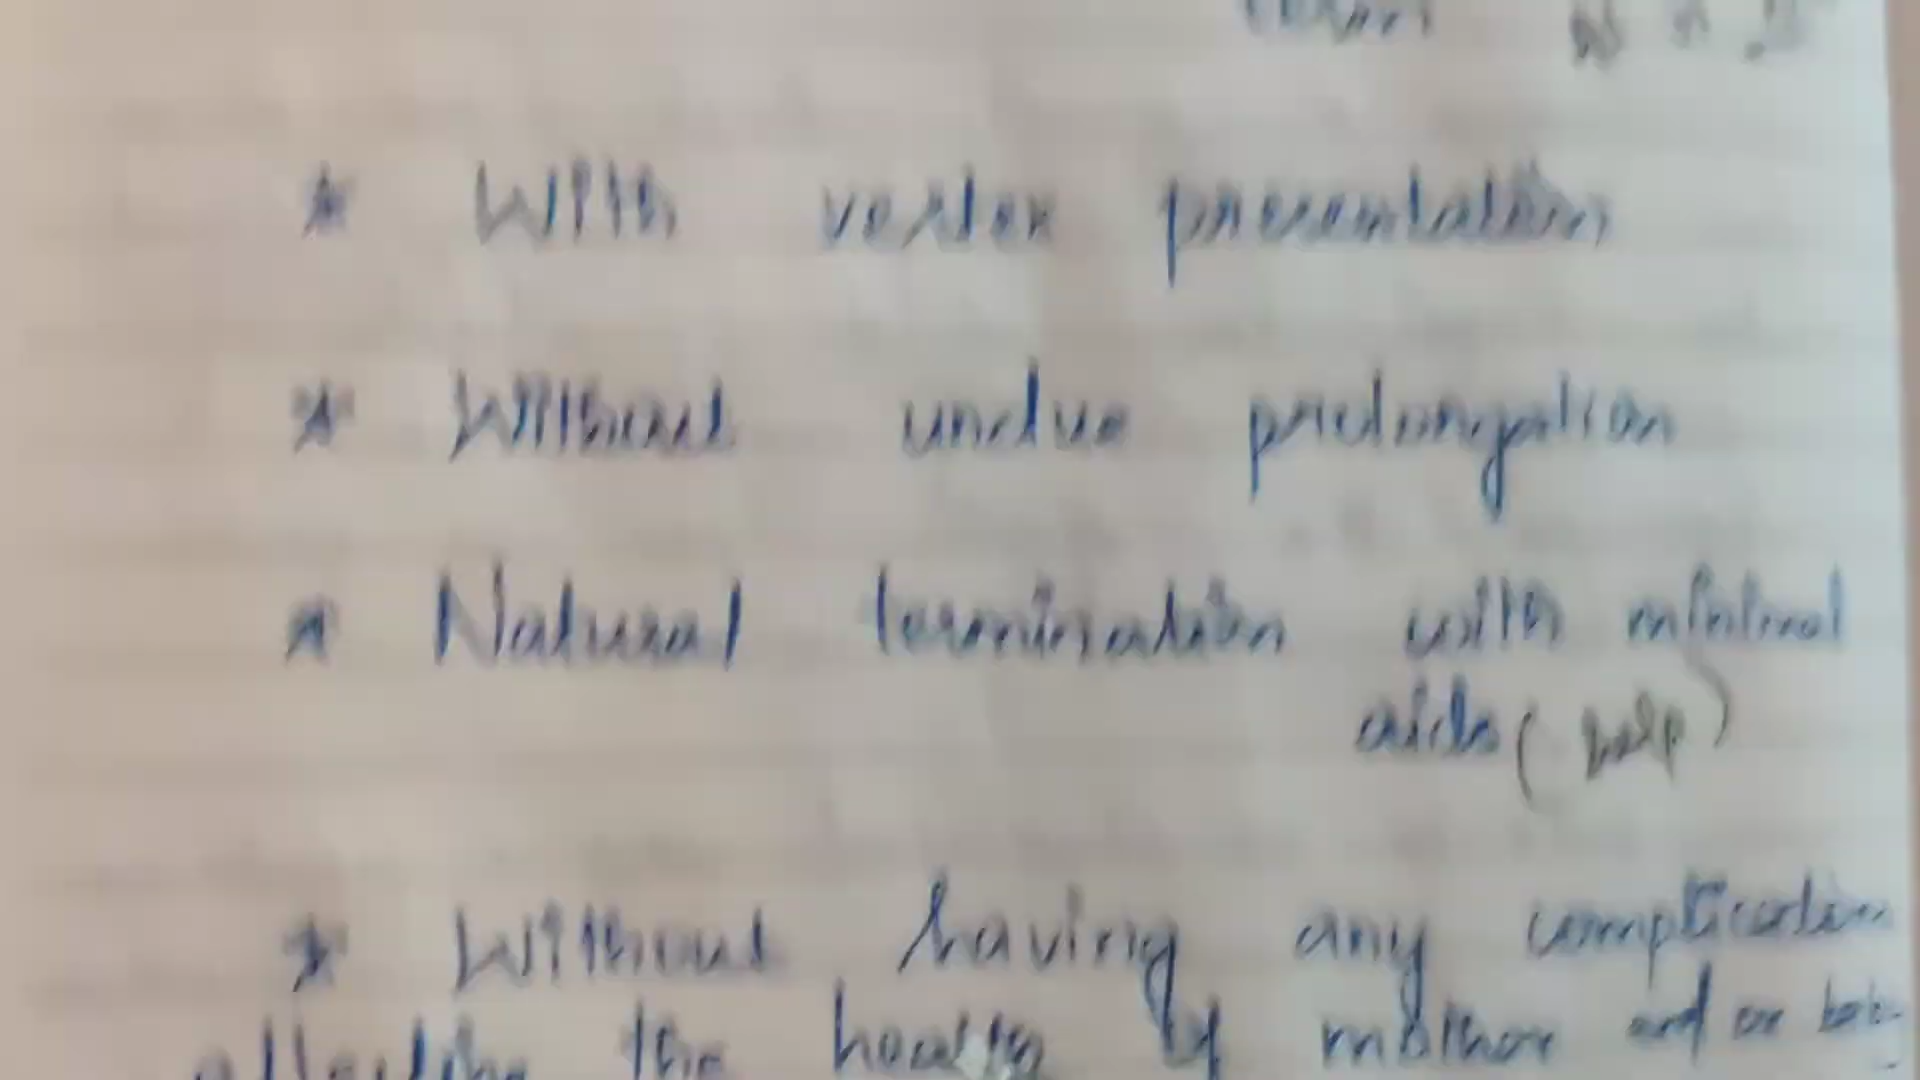 * With vertex presentation
* Without undue prolongation
* Natural termination with minimal
aids (help)
* Without having any complication
affecting the health of mother and or baby